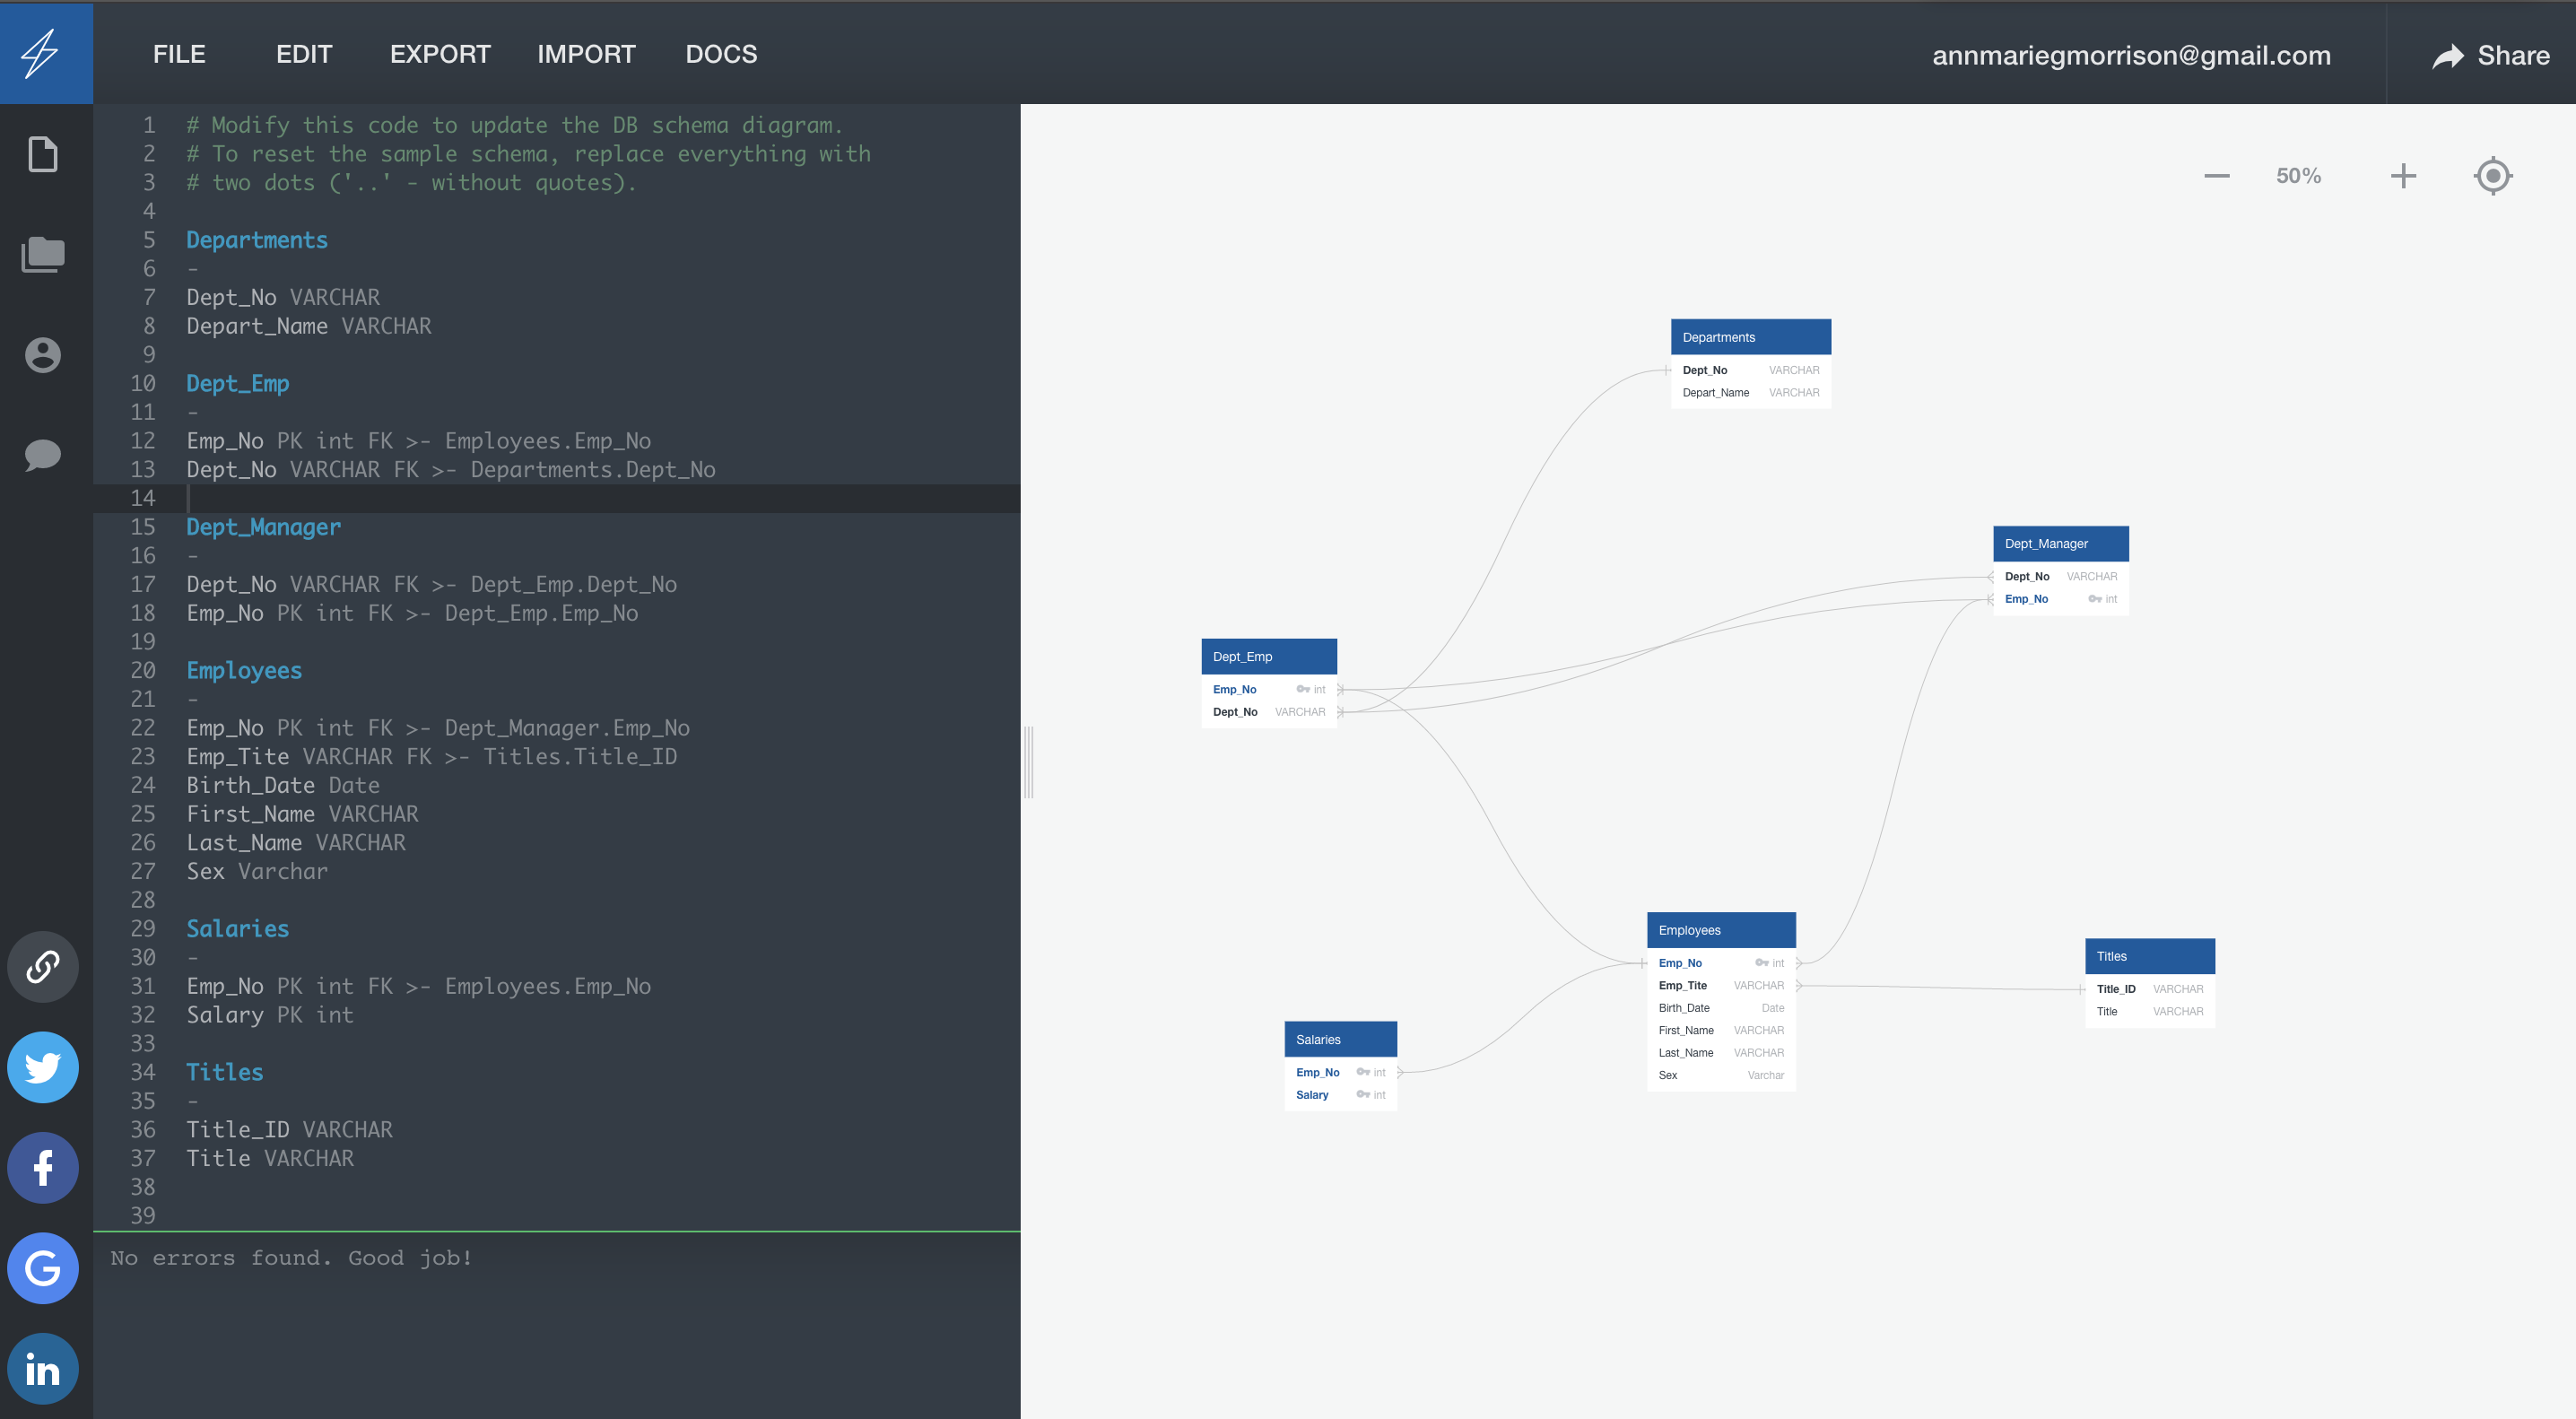 FILE EDIT EXPORT IMPORT DOCS annmariegmorrison@gmail.com Share
1 # Modify this code to update the DB schema diagram.
2 # To reset the sample schema, replace everything with
3 # two dots ('..' - without quotes).
4
5 Departments
6 -
7 Dept_No VARCHAR
8 Depart_Name VARCHAR
9
10 Dept_Emp
11 -
12 Emp_No PK int FK >- Employees.Emp_No
13 Dept_No VARCHAR FK >- Departments.Dept_No
14
15 Dept_Manager
16 -
17 Dept_No VARCHAR FK >- Dept_Emp.Dept_No
18 Emp_No PK int FK >- Dept_Emp.Emp_No
19
20 Employees
21 -
22 Emp_No PK int FK >- Dept_Manager.Emp_No
23 Emp_Tite VARCHAR FK >- Titles.Title_ID
24 Birth_Date Date
25 First_Name VARCHAR
26 Last_Name VARCHAR
27 Sex Varchar
28
29 Salaries
30 -
31 Emp_No PK int FK >- Employees.Emp_No
32 Salary PK int
33
34 Titles
35 -
36 Title_ID VARCHAR
37 Title VARCHAR
38
39
No errors found. Good job!
50%
Departments
Dept_No VARCHAR
Depart_Name VARCHAR
Dept_Manager
Dept_No VARCHAR
Emp_No int
Dept_Emp
Emp_No int
Dept_No VARCHAR
Employees
Emp_No int
Emp_Tite VARCHAR
Birth_Date Date
First_Name VARCHAR
Last_Name VARCHAR
Sex Varchar
Titles
Title_ID VARCHAR
Title VARCHAR
Salaries
Emp_No int
Salary int
f
G
in